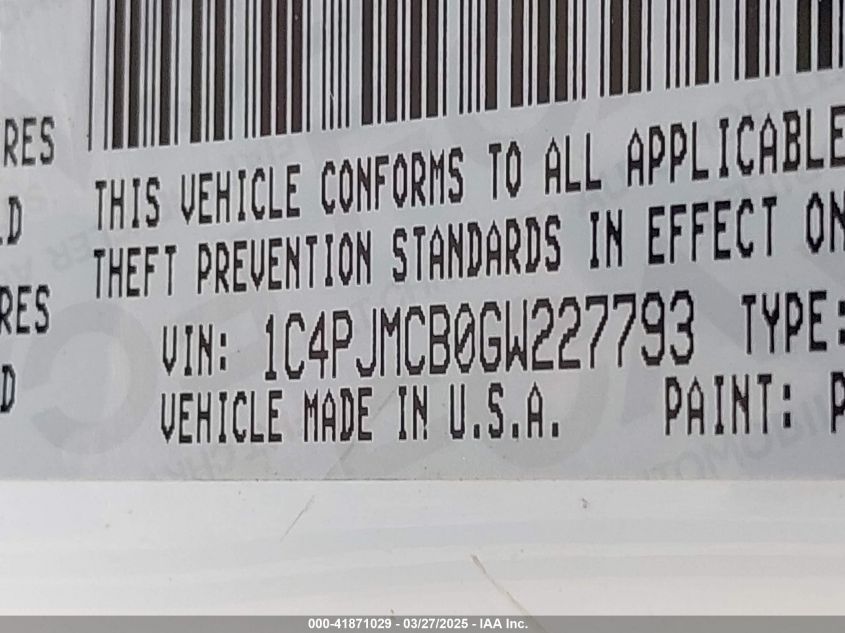 RES
LD
RES
D
THIS VEHICLE CONFORMS TO ALL APPLICABLE
THEFT PREVENTION STANDARDS IN EFFECT ON
VIN: 1C4PJMCB0GW227793 TYPE:
VEHICLE MADE IN U.S.A. PAINT: P
000-41871029 - 03/27/2025 - IAA Inc.